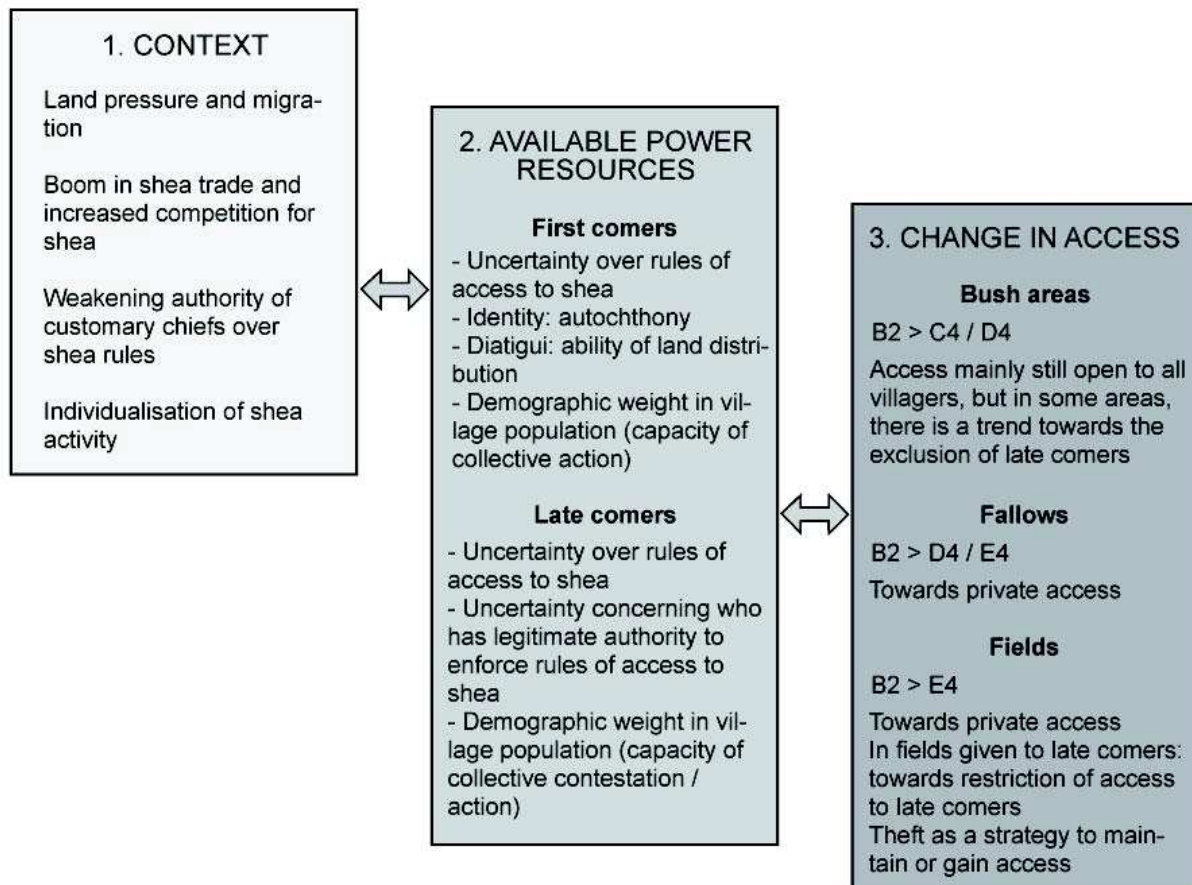 1. CONTEXT
Land pressure and migra-
tion
Boom in shea trade and
increased competition for
shea
Weakening authority of
customary chiefs over
shea rules
Individualisation of shea
activity
2. AVAILABLE POWER
RESOURCES
First comers
- Uncertainty over rules of
access to shea
- Identity: autochthony
- Diatigui: ability of land distri-
bution
- Demographic weight in vil-
lage population (capacity of
collective action)
Late comers
- Uncertainty over rules of
access to shea
- Uncertainty concerning who
has legitimate authority to
enforce rules of access to
shea
- Demographic weight in vil-
lage population (capacity of
collective contestation /
action)
3. CHANGE IN ACCESS
Bush areas
B2 > C4 / D4
Access mainly still open to all
villagers, but in some areas,
there is a trend towards the
exclusion of late comers
Fallows
B2 > D4 / E4
Towards private access
Fields
B2 > E4
Towards private access
In fields given to late comers:
towards restriction of access
to late comers
Theft as a strategy to main-
tain or gain access